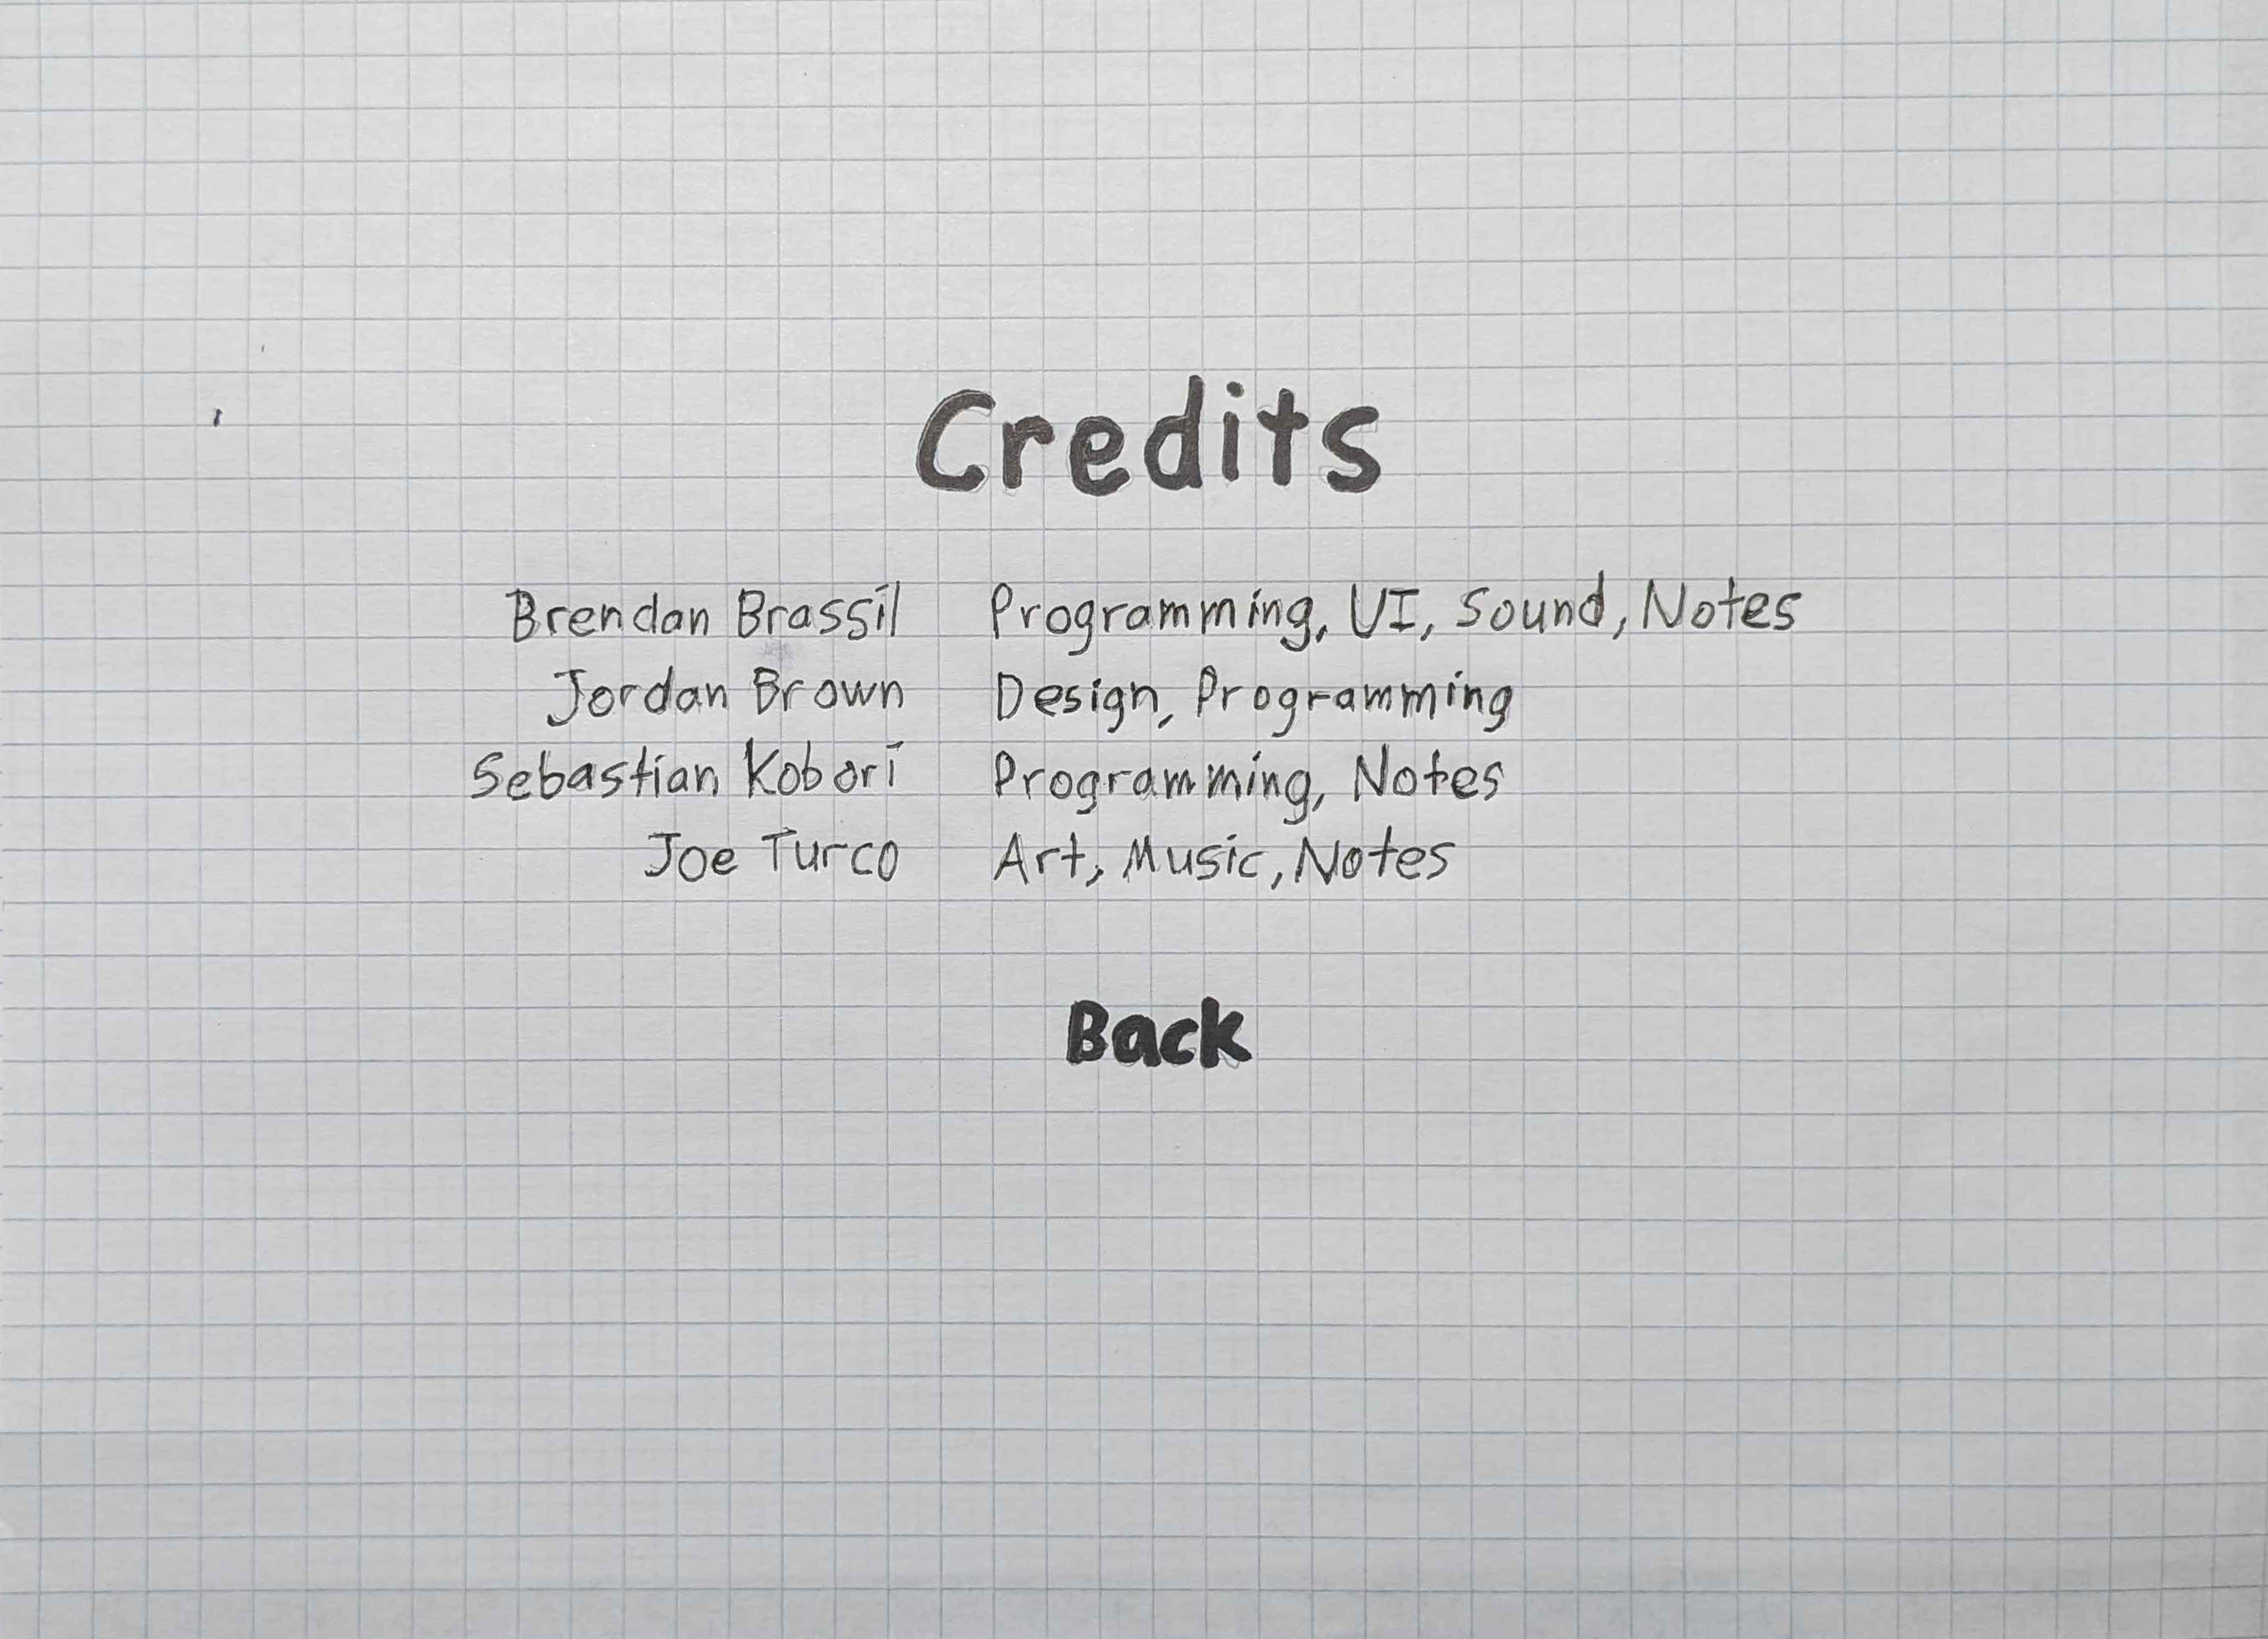 Credits
Brendan Brassil Programming, UI, Sound, Notes
Jordan Brown Design, Programming
Sebastian Kobori Programming, Notes
Joe Turco Art, Music, Notes
Back